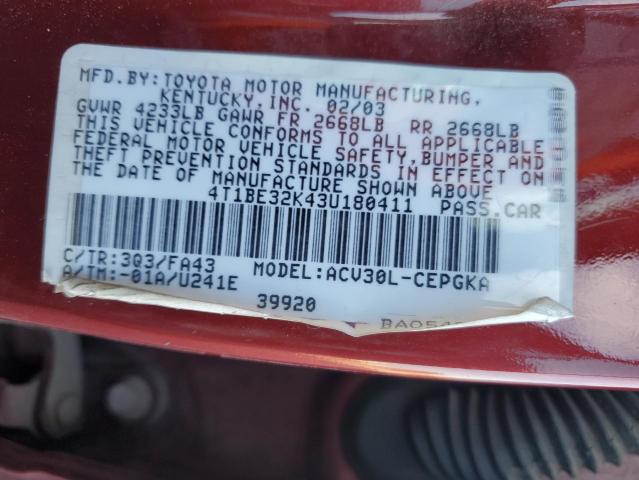 MFD.BY:TOYOTA MOTOR MANUFACTURING,
KENTUCKY,INC. 02/03
GVWR 4233LB GAWR FR 2668LB RR 2668LB
THIS VEHICLE CONFORMS TO ALL APPLICABLE
FEDERAL MOTOR VEHICLE SAFETY,BUMPER AND
THEFT PREVENTION STANDARDS IN EFFECT ON
THE DATE OF MANUFACTURE SHOWN ABOVE
4T1BE32K43U180411 PASS.CAR
C/TR:3Q3/FA43 MODEL:ACV30L-CEPGKA
A/TM:-01A/U241E
39920